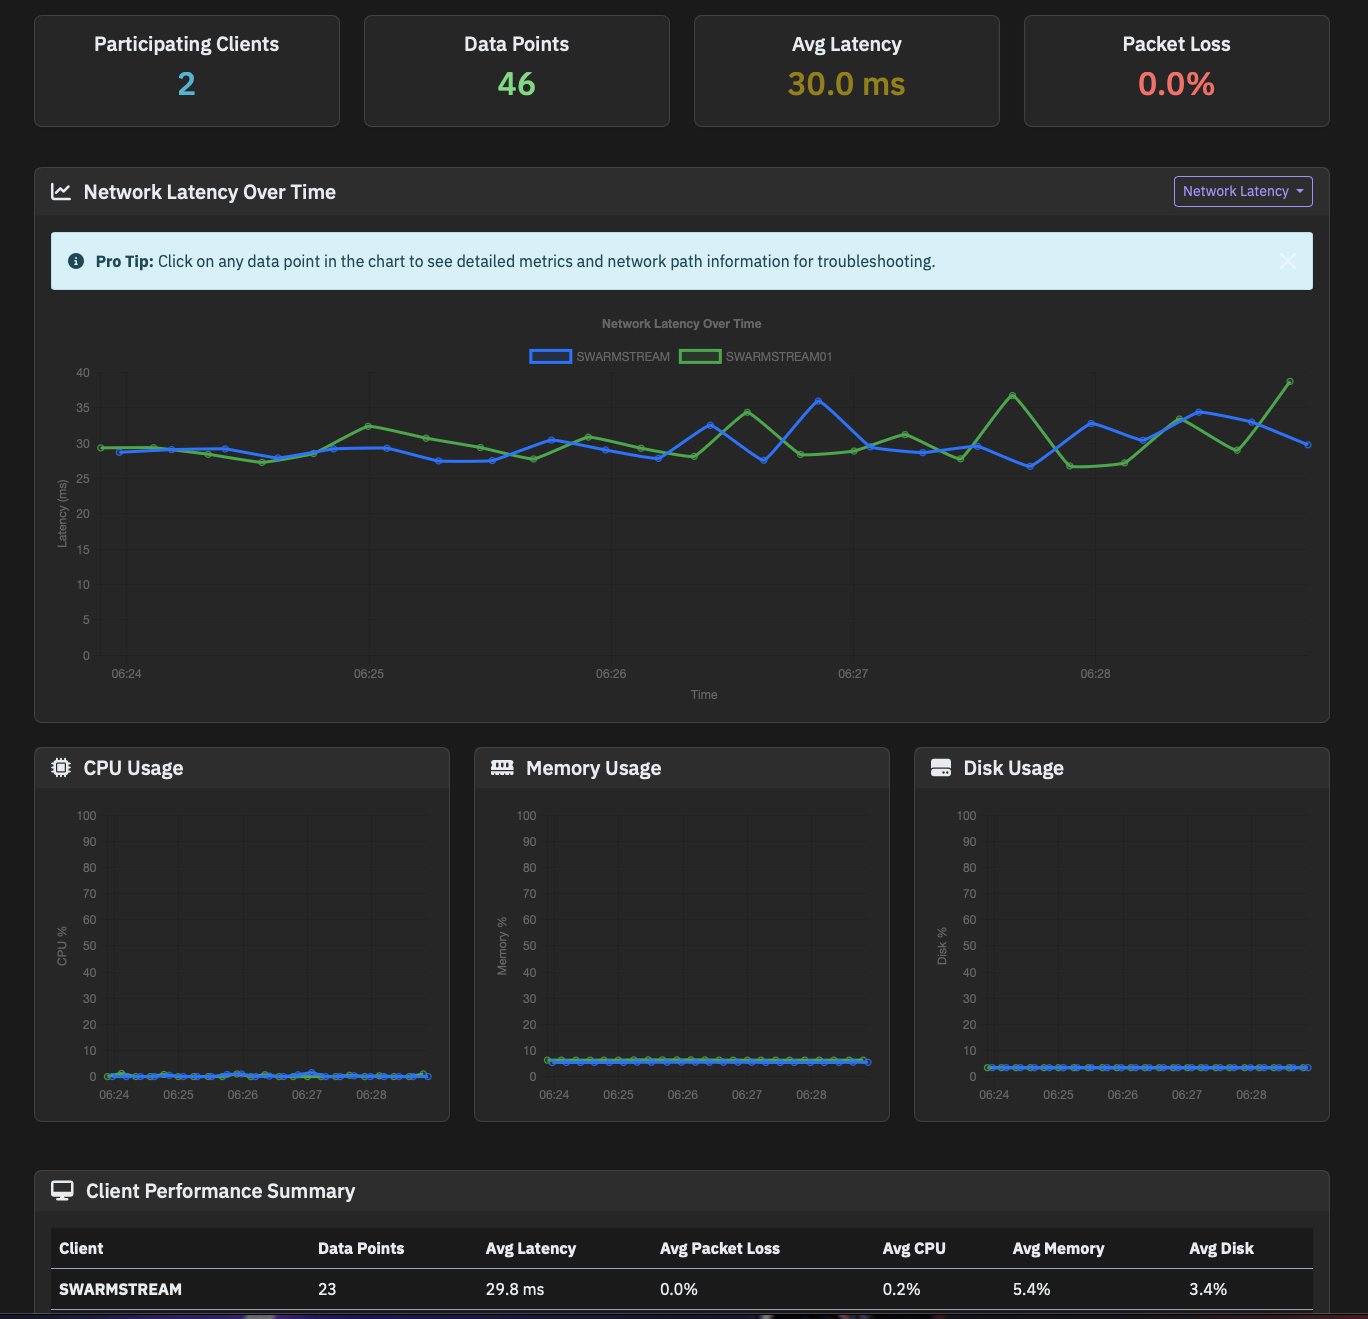 Participating Clients
2
Data Points
46
Avg Latency
30.0 ms
Packet Loss
0.0%
Network Latency Over Time
Network Latency
Pro Tip: Click on any data point in the chart to see detailed metrics and network path information for troubleshooting.
Network Latency Over Time
SWARMSTREAM SWARMSTREAM01
40
35
30
25
20
15
10
5
0
Latency (ms)
06:24 06:25 06:26 06:27 06:28
Time
CPU Usage
100
90
80
70
60
50
40
30
20
10
0
CPU %
06:24 06:25 06:26 06:27 06:28
Memory Usage
100
90
80
70
60
50
40
30
20
10
0
Memory %
06:24 06:25 06:26 06:27 06:28
Disk Usage
100
90
80
70
60
50
40
30
20
10
0
Disk %
06:24 06:25 06:26 06:27 06:28
Client Performance Summary
Client Data Points Avg Latency Avg Packet Loss Avg CPU Avg Memory Avg Disk
SWARMSTREAM 23 29.8 ms 0.0% 0.2% 5.4% 3.4%